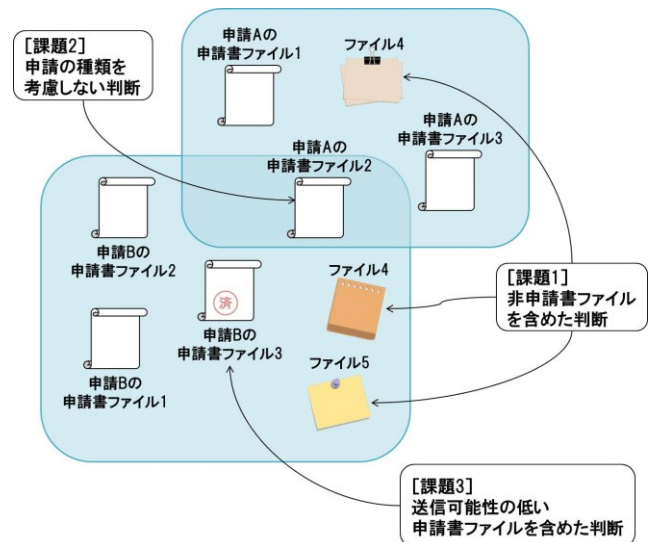 [課題2]
申請の種類を
考慮しない判断
申請Aの
申請書ファイル1
ファイル4
申請Aの
申請書ファイル3
申請Aの
申請書ファイル2
申請Bの
申請書ファイル2
済
申請Bの
申請書ファイル3
申請Bの
申請書ファイル1
ファイル4
ファイル5
[課題1]
非申請書ファイル
を含めた判断
[課題3]
送信可能性の低い
申請書ファイルを含めた判断